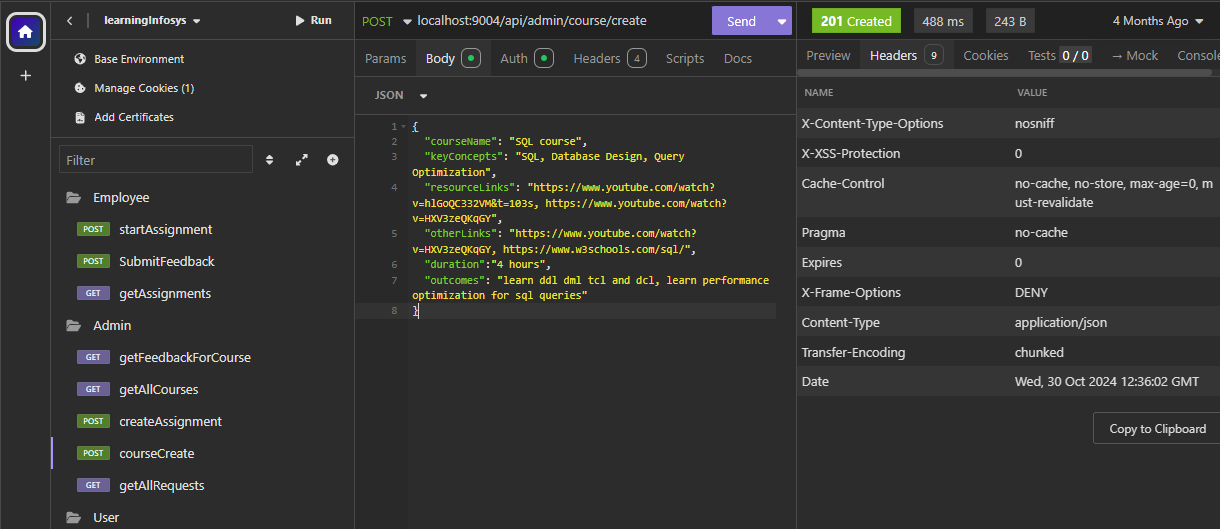 learningInfosys
Run
Base Environment
Manage Cookies (1)
Add Certificates
Filter
Employee
POST startAssignment
POST SubmitFeedback
GET getAssignments
Admin
GET getFeedbackForCourse
GET getAllCourses
POST createAssignment
POST courseCreate
GET getAllRequests
User
POST localhost:9004/api/admin/course/create Send
Params Body Auth Headers 4 Scripts Docs
JSON
1 {
2 "courseName": "SQL course",
3 "keyConcepts": "SQL, Database Design, Query
Optimization",
4 "resourceLinks": "https://www.youtube.com/watch?
v=hlGoQC332VM&t=103s, https://www.youtube.com/watch?
v=HXV3zeQKqGY",
5 "otherLinks": "https://www.youtube.com/watch?
v=HXV3zeQKqGY, https://www.w3schools.com/sql/",
6 "duration":"4 hours",
7 "outcomes": "learn ddl dml tcl and dcl, learn performance
optimization for sql queries"
8 }
201 Created 488 ms 243 B 4 Months Ago
Preview Headers 9 Cookies Tests 0 / 0 → Mock Console
NAME VALUE
X-Content-Type-Options nosniff
X-XSS-Protection 0
Cache-Control no-cache, no-store, max-age=0, m
ust-revalidate
Pragma no-cache
Expires 0
X-Frame-Options DENY
Content-Type application/json
Transfer-Encoding chunked
Date Wed, 30 Oct 2024 12:36:02 GMT
Copy to Clipboard